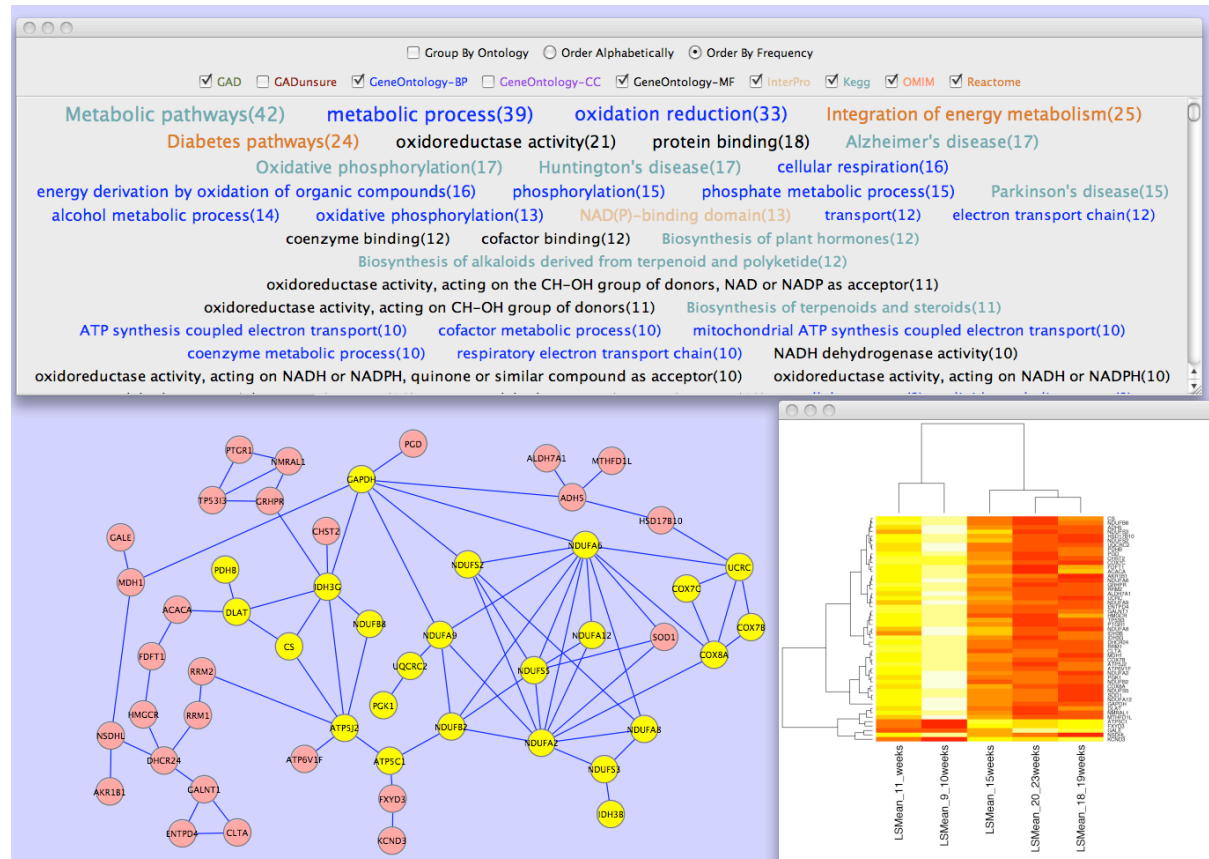 Group By Ontology Order Alphabetically Order By Frequency
GAD GADunsure GeneOntology-BP GeneOntology-CC GeneOntology-MF InterPro Kegg OMIM Reactome
Metabolic pathways(42) metabolic process(39) oxidation reduction(33) Integration of energy metabolism(25)
Diabetes pathways(24) oxidoreductase activity(21) protein binding(18) Alzheimer's disease(17)
Oxidative phosphorylation(17) Huntington's disease(17) cellular respiration(16)
energy derivation by oxidation of organic compounds(16) phosphorylation(15) phosphate metabolic process(15) Parkinson's disease(15)
alcohol metabolic process(14) oxidative phosphorylation(13) NAD(P)-binding domain(13) transport(12) electron transport chain(12)
coenzyme binding(12) cofactor binding(12) Biosynthesis of plant hormones(12)
Biosynthesis of alkaloids derived from terpenoid and polyketide(12)
oxidoreductase activity, acting on the CH-OH group of donors, NAD or NADP as acceptor(11)
oxidoreductase activity, acting on CH-OH group of donors(11) Biosynthesis of terpenoids and steroids(11)
ATP synthesis coupled electron transport(10) cofactor metabolic process(10) mitochondrial ATP synthesis coupled electron transport(10)
coenzyme metabolic process(10) respiratory electron transport chain(10) NADH dehydrogenase activity(10)
oxidoreductase activity, acting on NADH or NADPH, quinone or similar compound as acceptor(10) oxidoreductase activity, acting on NADH or NADPH(10)
PGD
PTGR1
NMRAL1
ALDH7A1
MTHFD1L
GAPDH
TP53I3
GRHPR
ADH5
HSD17B10
CHST2
GALE
NDUFA6
NDUFS2
UCRC
PDHB
MDH1
IDH3G
COX7C
ACACA
DLAT
NDUFB8
NDUFA9
NDUFA12
SOD1
COX7B
CS
COX8A
FDFT1
UQCRC2
NDUFS5
RRM2
PGK1
HMGCR
RRM1
NSDHL
ATP5J2
NDUFB2
NDUFA2
NDUFA8
DHCR24
ATP6V1F
ATP5C1
NDUFS3
AKR1B1
GALNT1
FXYD3
IDH3B
ENTPD4
CLTA
KCND3
LSMean_11_weeks
LSMean_9_10weeks
LSMean_15weeks
LSMean_20_23weeks
LSMean_18_19weeks